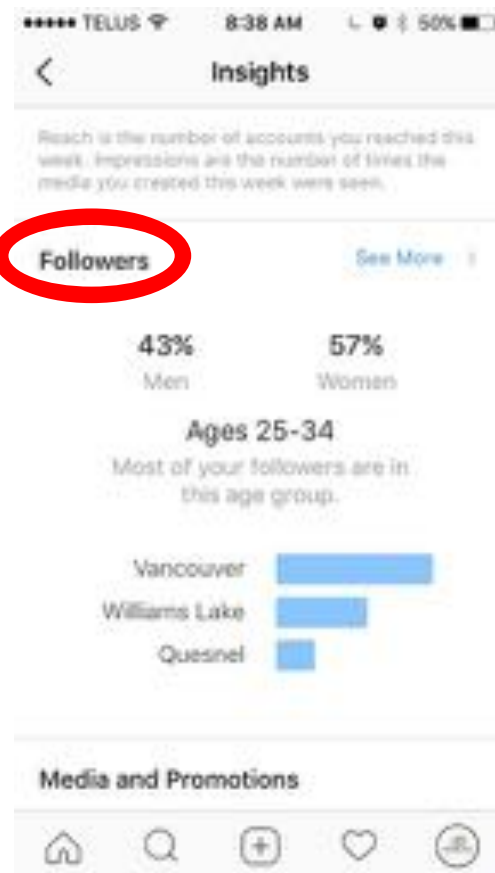 TELUS 8:38 AM 50%
Insights
Reach is the number of accounts you reached this
week. Impressions are the number of times the
media you created this week were seen.
Followers See More
43% 57%
Men Women
Ages 25-34
Most of your followers are in
this age group.
Vancouver
Williams Lake
Quesnel
Media and Promotions